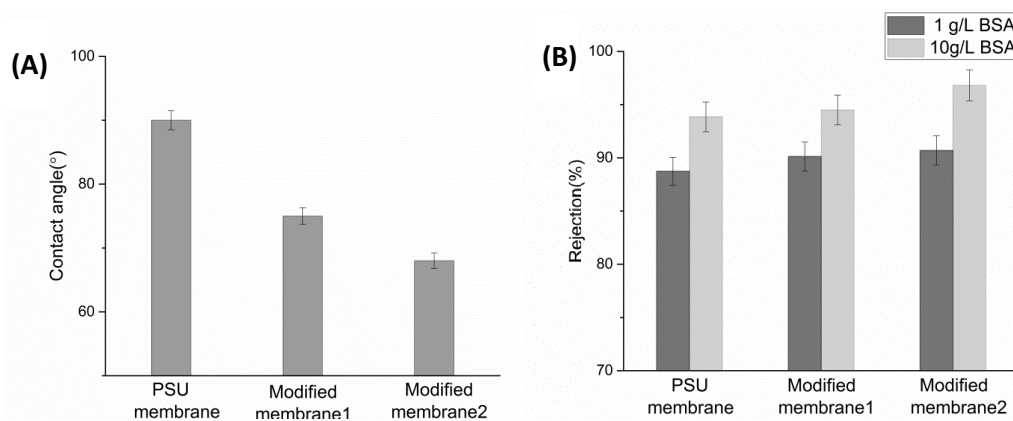 (A)
100
80
60
Contact angle(°)
PSU
membrane
Modified
membrane1
Modified
membrane2
(B)
1 g/L BSA
10g/L BSA
100
90
80
70
Rejection(%)
PSU
membrane
Modified
membrane1
Modified
membrane2